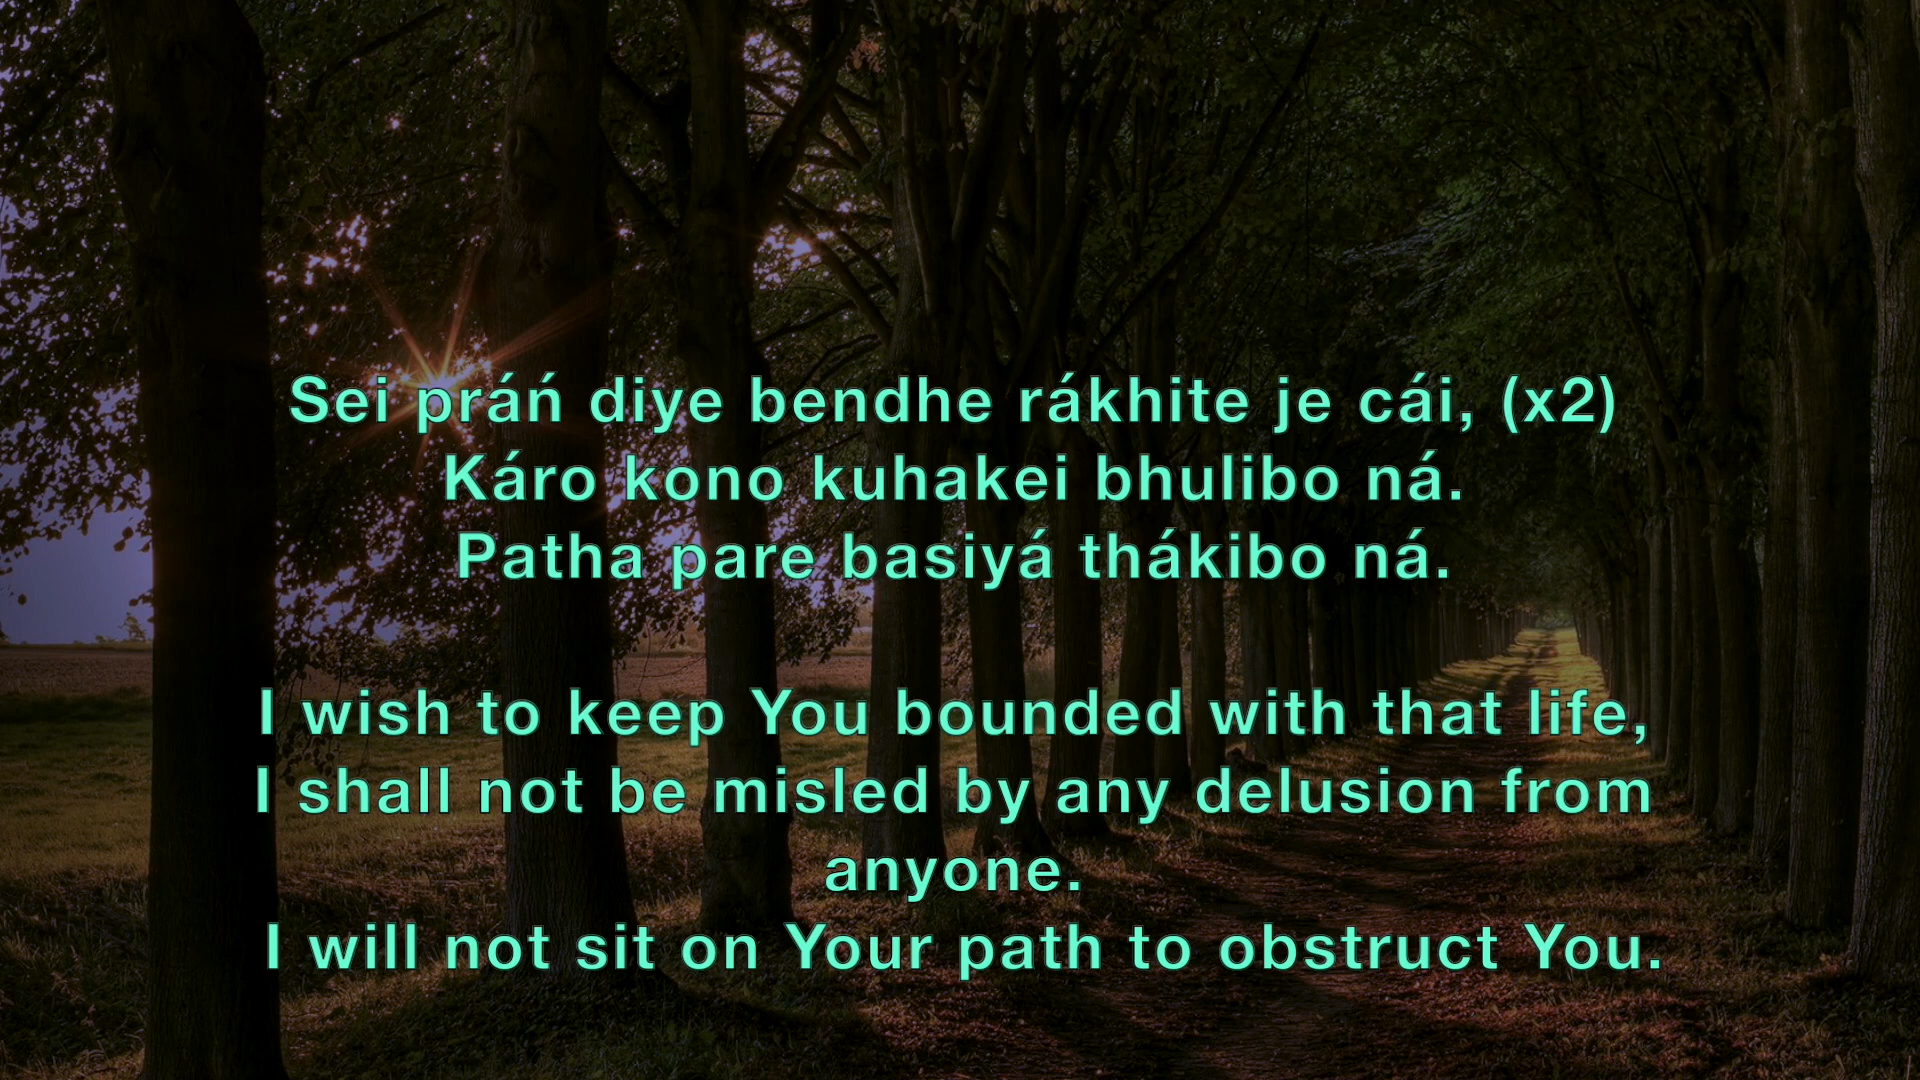 Sei práń diye bendhe rákhite je cái, (x2)
Káro kono kuhakei bhulibo ná.
Patha pare basiyá thákibo ná.
I wish to keep You bounded with that life,
I shall not be misled by any delusion from
anyone.
I will not sit on Your path to obstruct You.